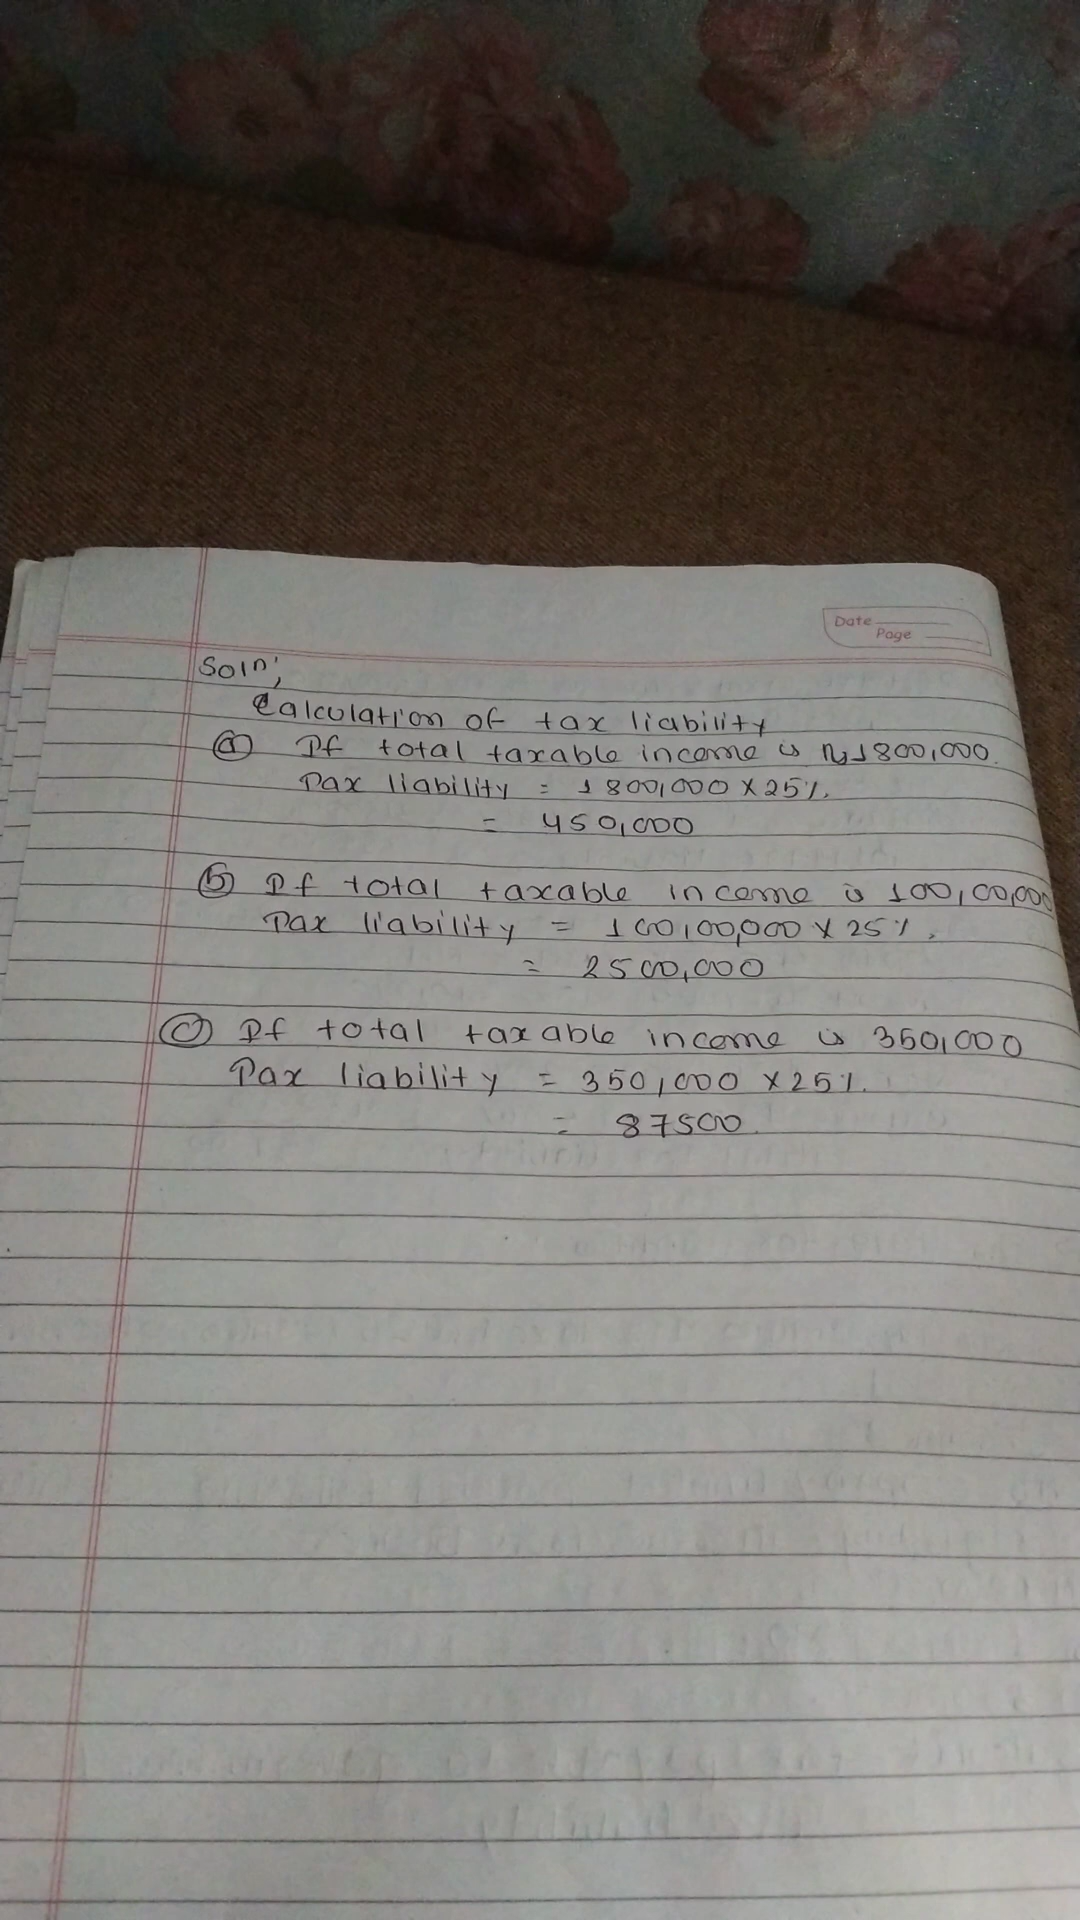 Date
Page
Soln;
Calculation of tax liability
(a) If total taxable income is Rs 1800,000.
Tax liability = 1800,000 x 25%.
= 450,000
(b) If total taxable income is 100,00,000
Tax liability = 100,00,000 x 25%.
= 2500,000
(c) If total taxable income is 350,000
Tax liability = 350,000 x 25%.
= 87500.